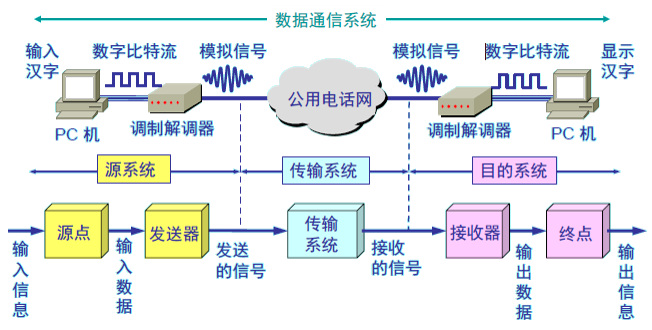 数据通信系统
输入
汉字
数字比特流
模拟信号
模拟信号
数字比特流
显示
汉字
公用电话网
PC 机
调制解调器
调制解调器
PC 机
源系统
传输系统
目的系统
源点
发送器
传输
系统
接收器
终点
输入信息
输入数据
发送
的信号
接收
的信号
输出数据
输出信息